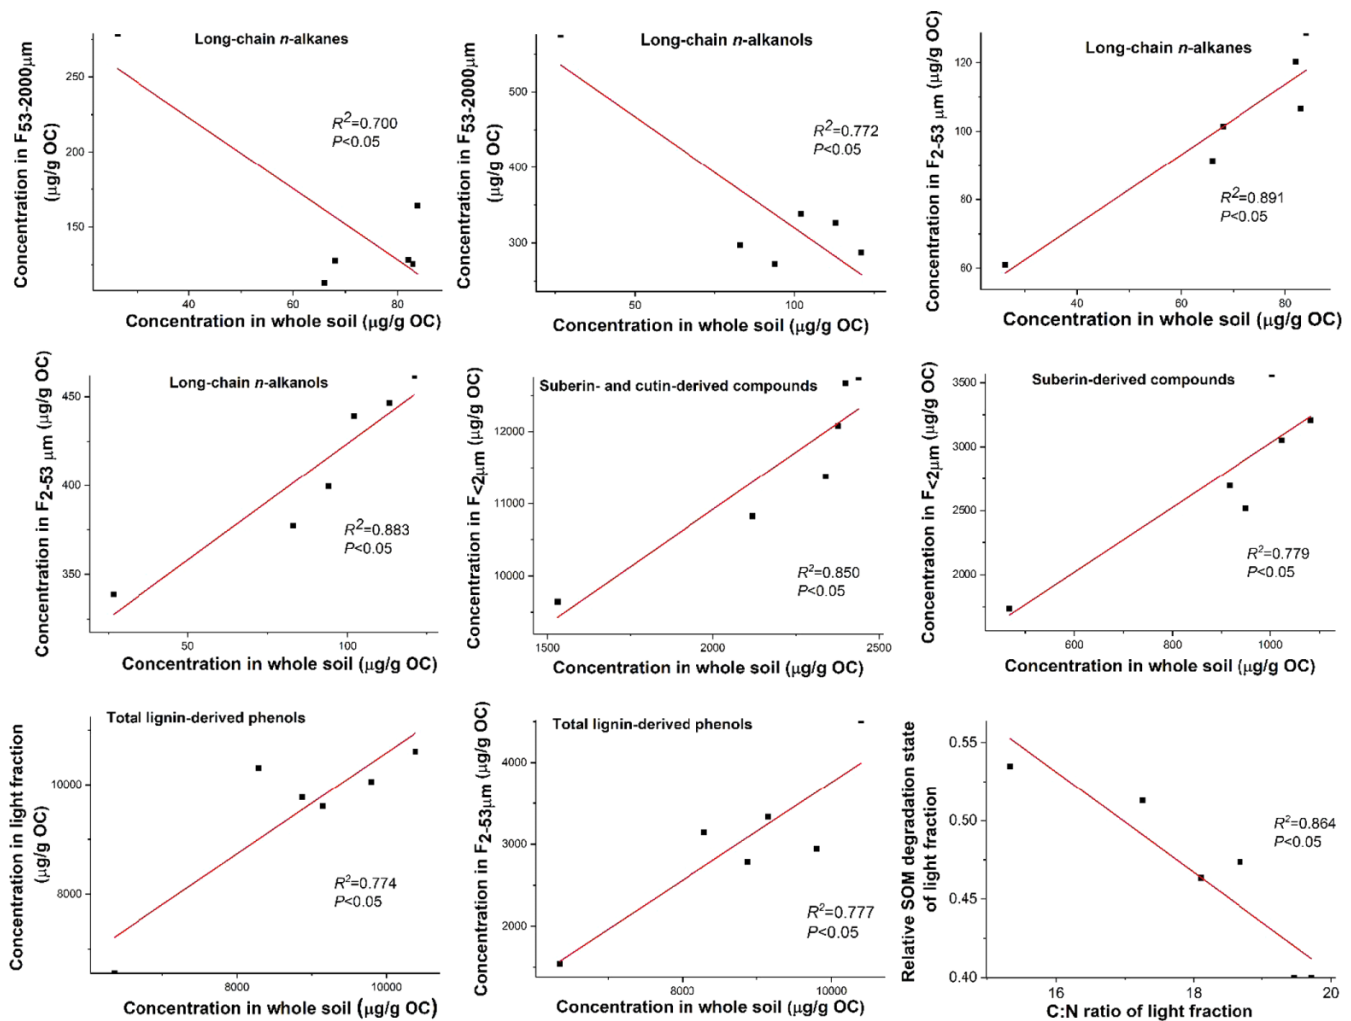 Long-chain n-alkanes
Concentration in F53-2000μm
(μg/g OC)
250
200
150
R2=0.700
P<0.05
40
60
80
Concentration in whole soil (μg/g OC)
Long-chain n-alkanols
Concentration in F53-2000μm
(μg/g OC)
500
400
300
R2=0.772
P<0.05
50
100
Concentration in whole soil (μg/g OC)
Long-chain n-alkanes
Concentration in F2-53 μm (μg/g OC)
120
100
80
60
R2=0.891
P<0.05
40
60
80
Concentration in whole soil (μg/g OC)
Long-chain n-alkanols
Concentration in F2-53 μm (μg/g OC)
450
400
350
R2=0.883
P<0.05
50
100
Concentration in whole soil (μg/g OC)
Suberin- and cutin-derived compounds
Concentration in F<2μm (μg/g OC)
12000
11000
10000
R2=0.850
P<0.05
1500
2000
2500
Concentration in whole soil (μg/g OC)
Suberin-derived compounds
Concentration in F<2μm (μg/g OC)
3500
3000
2500
2000
R2=0.779
P<0.05
600
800
1000
Concentration in whole soil (μg/g OC)
Total lignin-derived phenols
Concentration in light fraction
(μg/g OC)
10000
8000
R2=0.774
P<0.05
8000
10000
Concentration in whole soil (μg/g OC)
Total lignin-derived phenols
Concentration in F2-53μm (μg/g OC)
4000
3000
2000
R2=0.777
P<0.05
8000
10000
Concentration in whole soil (μg/g OC)
Relative SOM degradation state
of light fraction
0.55
0.50
0.45
0.40
R2=0.864
P<0.05
16
18
20
C:N ratio of light fraction